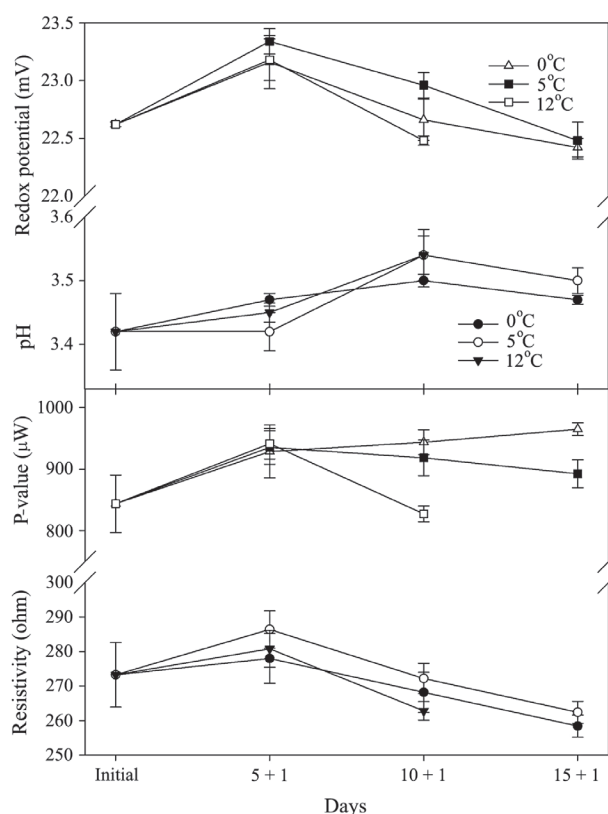 Redox potential (mV)
23.5
23.0
22.5
22.0
0°C
5°C
12°C
pH
3.6
3.5
3.4
0°C
5°C
12°C
P-value (μW)
1000
900
800
Resistivity (ohm)
300
290
280
270
260
250
Initial 5 + 1 10 + 1 15 + 1
Days